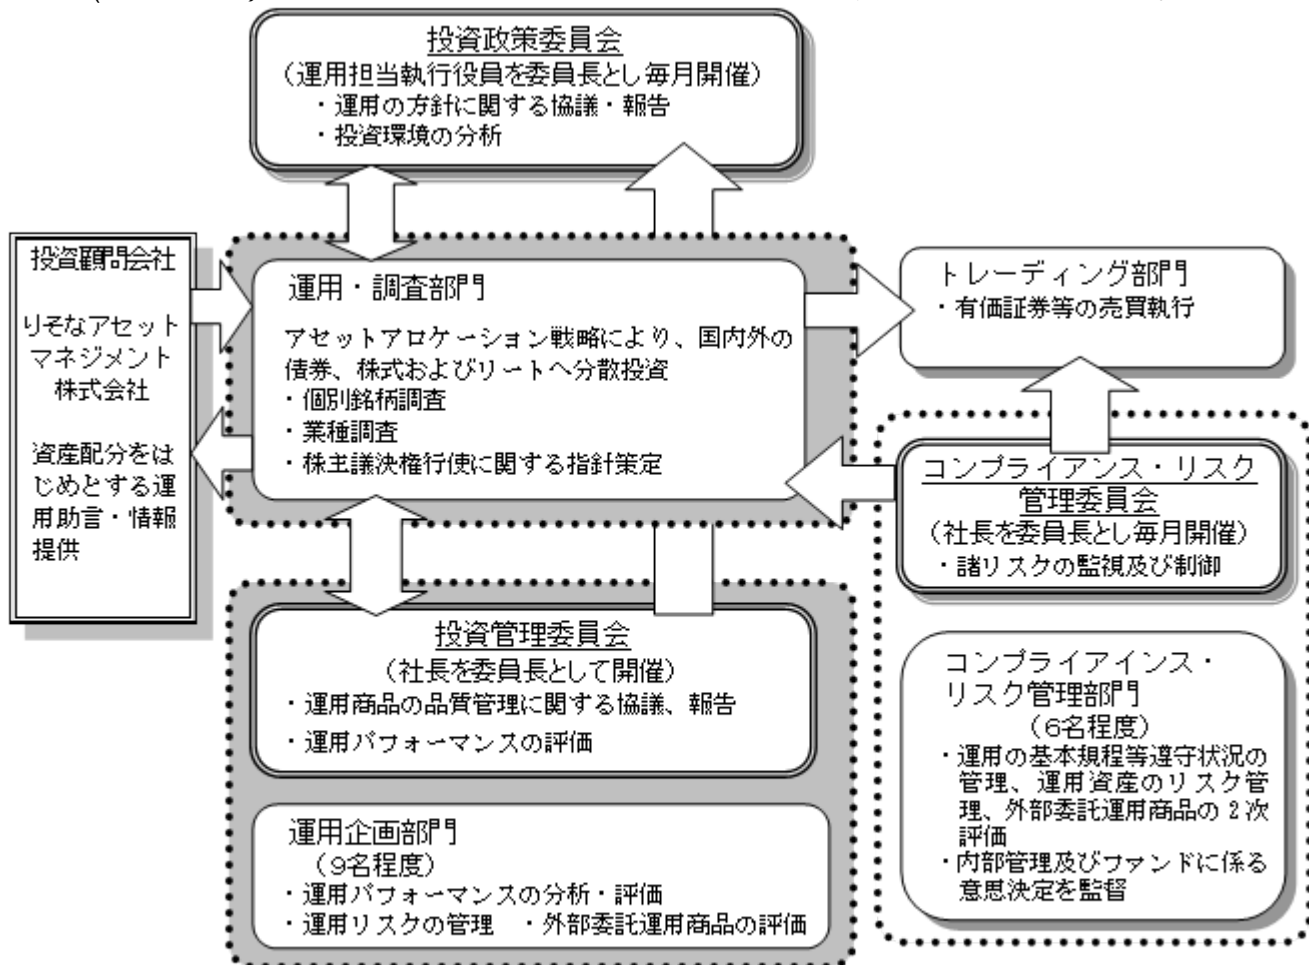 投資政策委員会
（運用担当執行役員を委員長とし毎月開催）
・運用の方針に関する協議・報告
・投資環境の分析
投資顧問会社
りそなアセット
マネジメント
株式会社
資産配分をは
じめとする運
用助言・情報
提供
運用・調査部門
アセットアロケーション戦略により、国内外の
債券、株式およびリートへ分散投資
・個別銘柄調査
・業種調査
・株主議決権行使に関する指針策定
トレーディング部門
・有価証券等の売買執行
コンプライアンス・リスク
管理委員会
（社長を委員長とし毎月開催）
・諸リスクの監視及び制御
投資管理委員会
（社長を委員長として開催）
・運用商品の品質管理に関する協議、報告
・運用パフォーマンスの評価
運用企画部門
（9名程度）
・運用パフォーマンスの分析・評価
・運用リスクの管理　・外部委託運用商品の評価
コンプライアインス・
リスク管理部門
（6名程度）
・運用の基本規程等遵守状況の
管理、運用資産のリスク管
理、外部委託運用商品の２次
評価
・内部管理及びファンドに係る
意思決定を監督